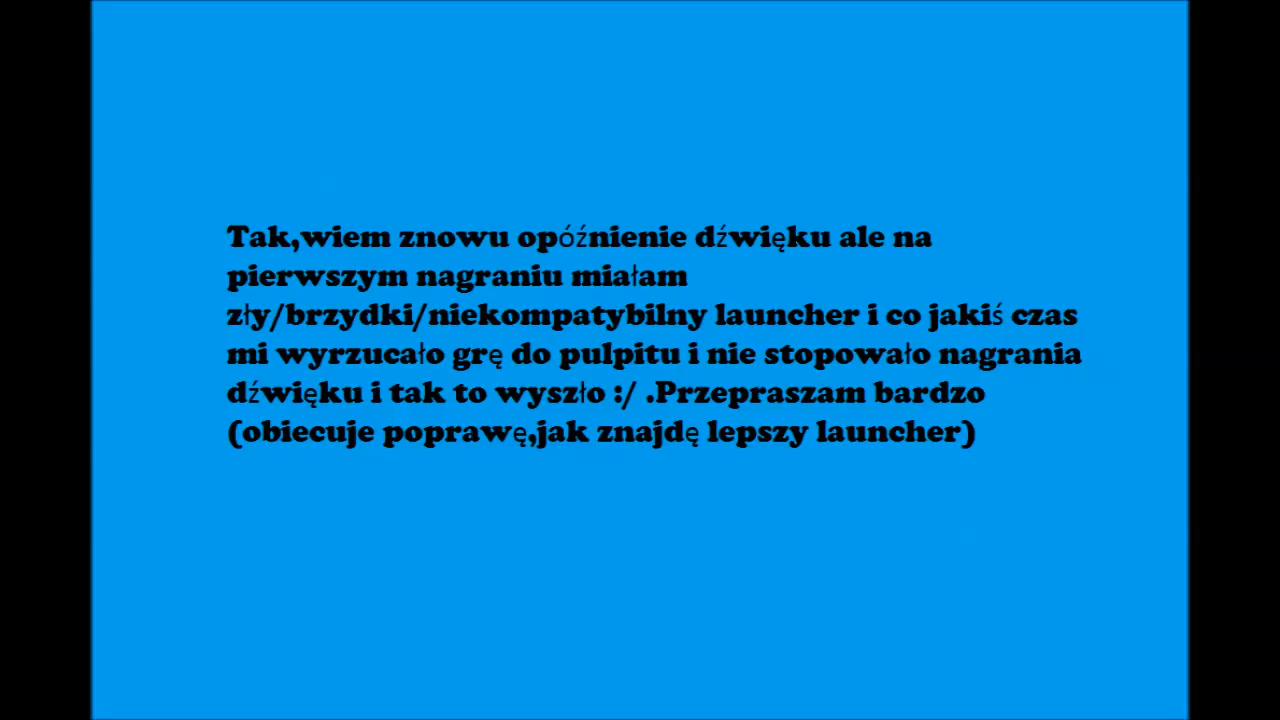 Tak,wiem znowu opóźnienie dźwięku ale na
pierwszym nagraniu miałam
zły/brzydki/niekompatybilny launcher i co jakiś czas
mi wyrzucało grę do pulpitu i nie stopowało nagrania
dźwięku i tak to wyszło :/ .Przepraszam bardzo
(obiecuje poprawę,jak znajdę lepszy launcher)